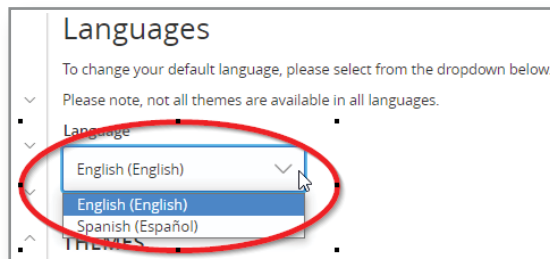 Languages
To change your default language, please select from the dropdown below.
Please note, not all themes are available in all languages.
Language
English (English)
English (English)
Spanish (Español)
THEMES